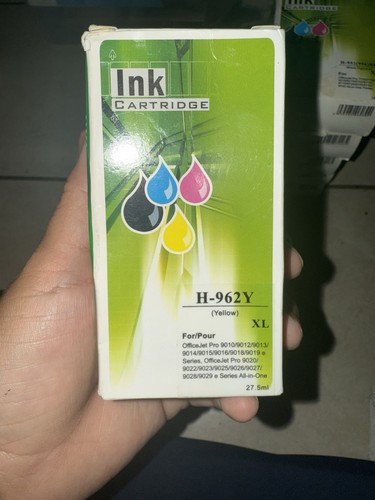 Ink
CARTRIDGE
H-962Y
(Yellow)
XL
For/Pour
OfficeJet Pro 9010/9012/9013/
9014/9015/9016/9018/9019 e
Series, OfficeJet Pro 9020/
9022/9023/9025/9026/9027/
9028/9029 e Series All-in-One
27.5ml